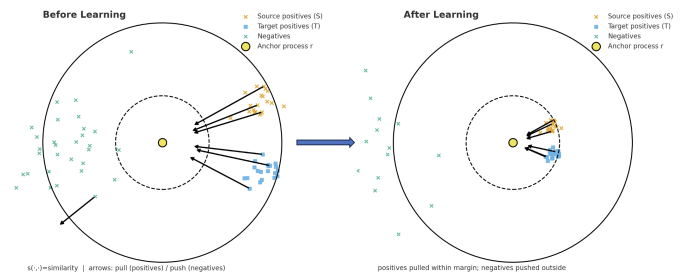 Before Learning
Source positives (S)
Target positives (T)
Negatives
Anchor process r
s(·,·)=similarity | arrows: pull (positives) / push (negatives)
After Learning
Source positives (S)
Target positives (T)
Negatives
Anchor process r
positives pulled within margin; negatives pushed outside